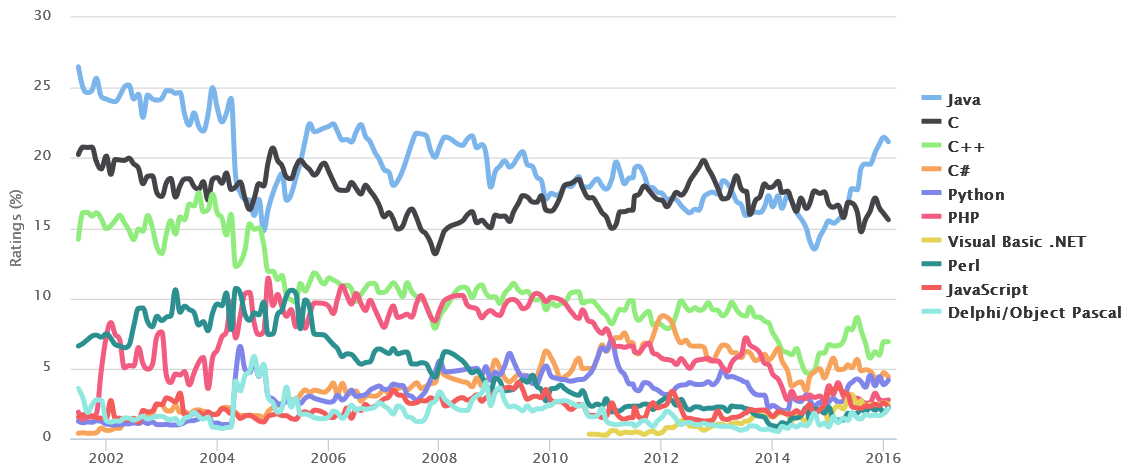 30
25
20
15
10
5
0
Ratings (%)
2002 2004 2006 2008 2010 2012 2014 2016
Java
C
C++
C#
Python
PHP
Visual Basic .NET
Perl
JavaScript
Delphi/Object Pascal